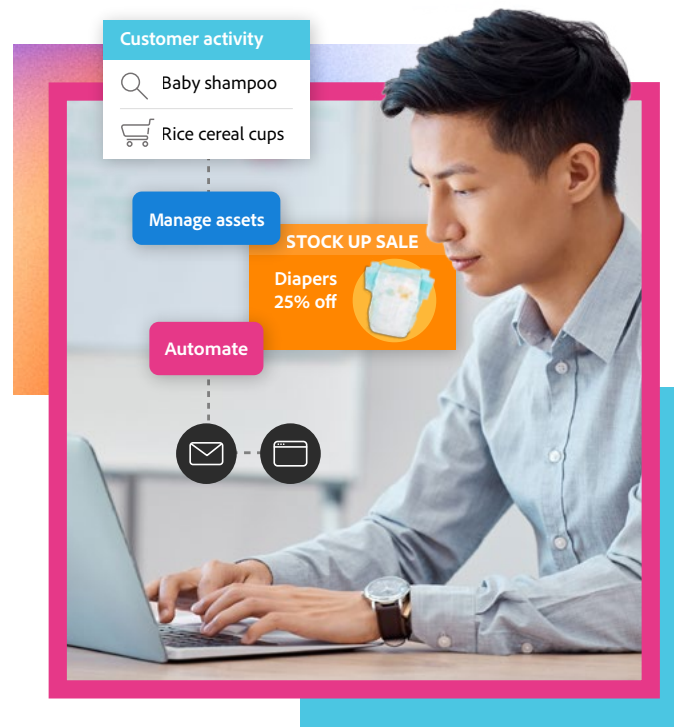 Customer activity
Baby shampoo
Rice cereal cups
Manage assets
STOCK UP SALE
Diapers
25% off
Automate